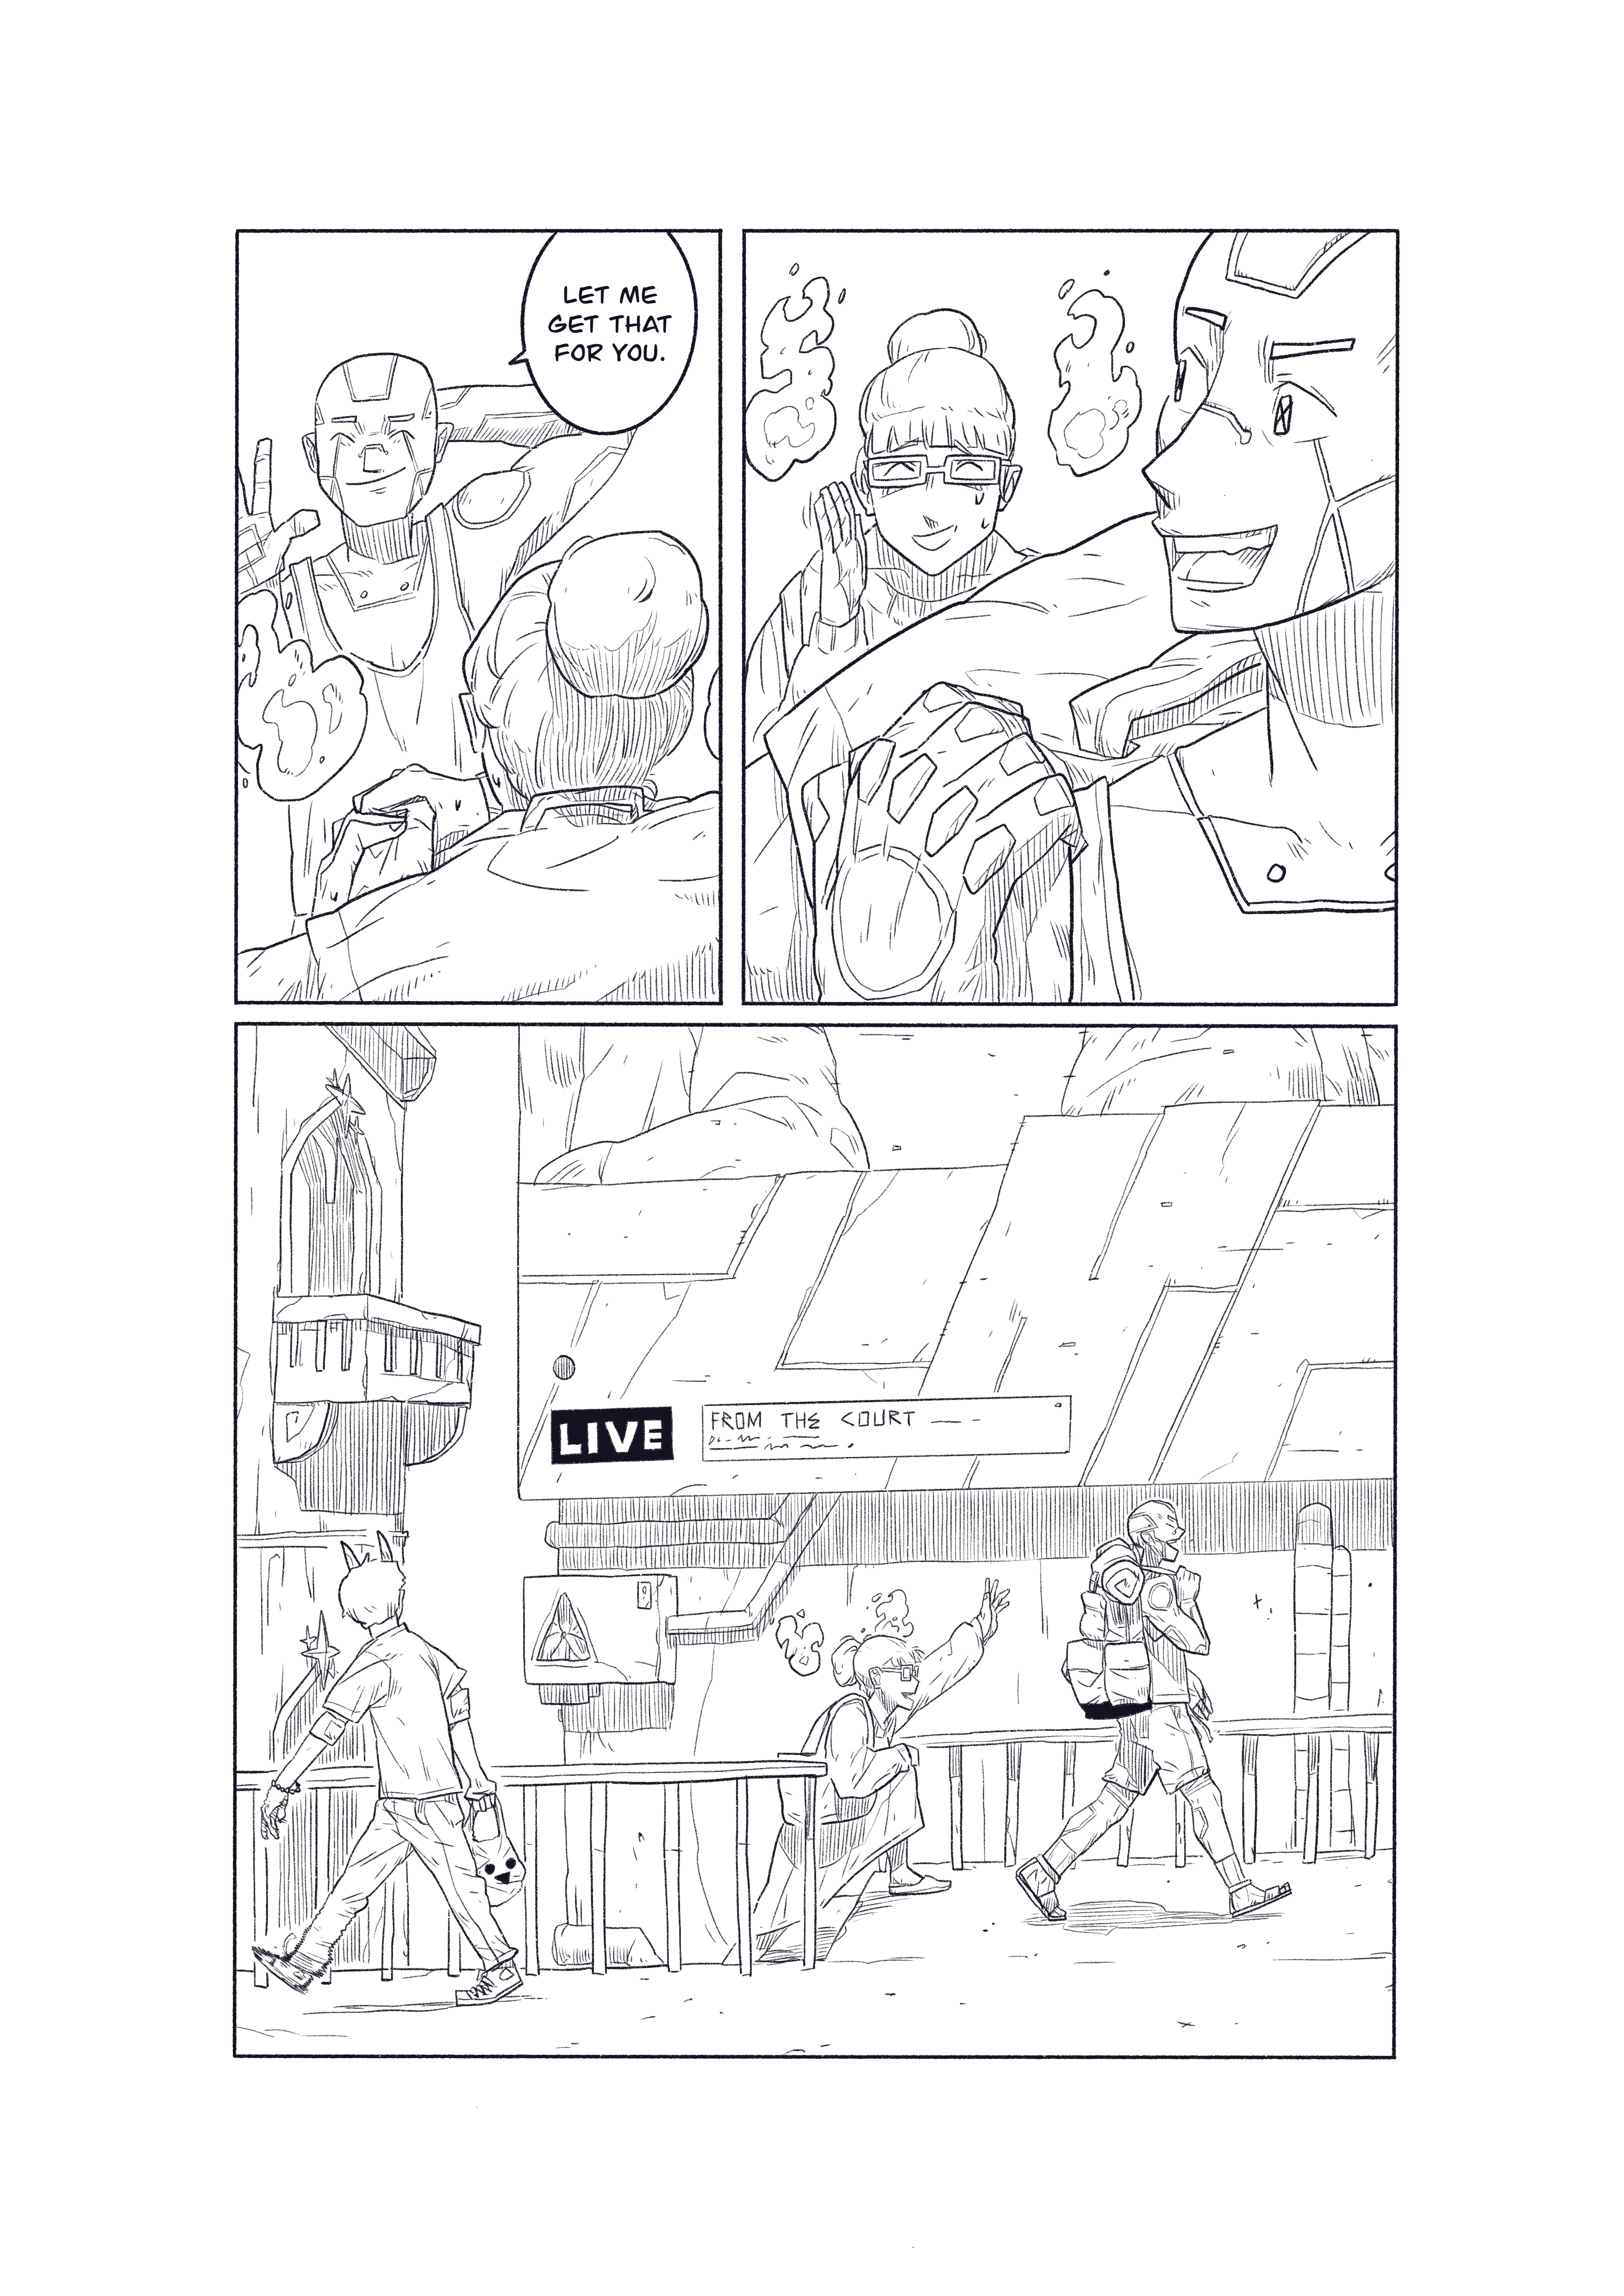 LET ME
GET THAT
FOR YOU.
LIVE
FROM THE COURT